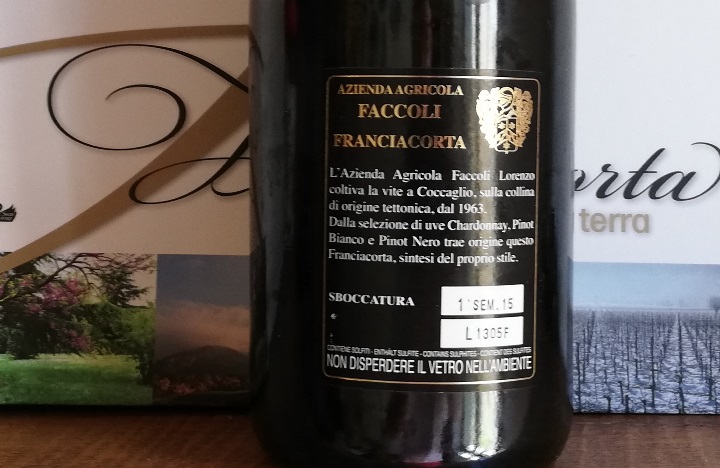 AZIENDA AGRICOLA
FACCOLI
FRANCIACORTA
L'Azienda Agricola Faccoli Lorenzo
coltiva la vite a Coccaglio, sulla collina
di origine tettonica, dal 1963.
Dalla selezione di uve Chardonnay, Pinot
Bianco e Pinot Nero trae origine questo
Franciacorta, sintesi del proprio stile.
SBOCCATURA
1°SEM.15
L1305F
CONTIENE SOLFITI - ENTHÄLT SULFITE - CONTAINS SULPHITES - CONTIENT DES SULFITES
NON DISPERDERE IL VETRO NELL'AMBIENTE
orta
terra